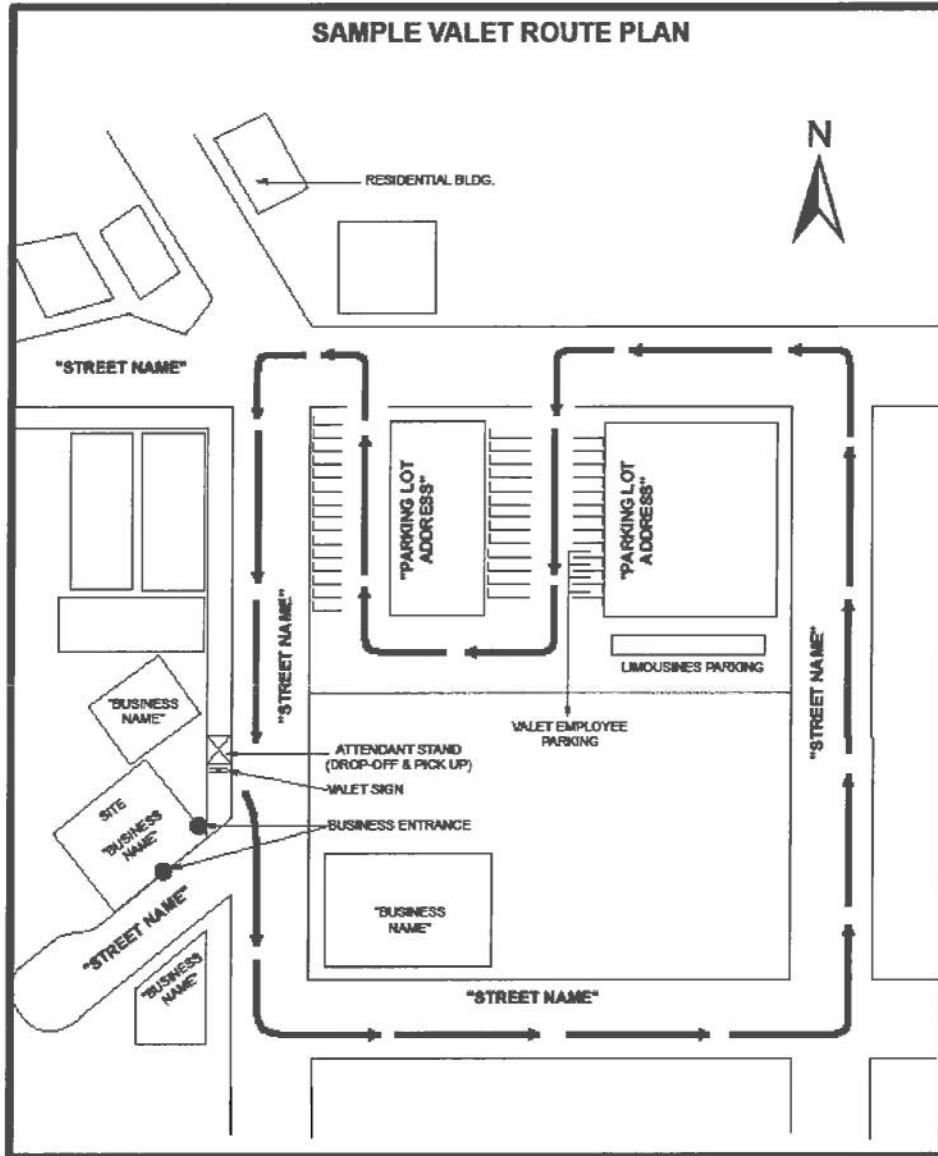 SAMPLE VALET ROUTE PLAN
N
RESIDENTIAL BLDG.
"STREET NAME"
"PARKING LOT
ADDRESS"
"PARKING LOT
ADDRESS"
"STREET NAME"
"STREET NAME"
LIMOUSINES PARKING
"BUSINESS
NAME"
VALET EMPLOYEE
PARKING
ATTENDANT STAND
(DROP-OFF & PICK UP)
VALET SIGN
SITE
"BUSINESS
NAME"
BUSINESS ENTRANCE
"STREET NAME"
"BUSINESS
NAME"
"BUSINESS
NAME"
"STREET NAME"